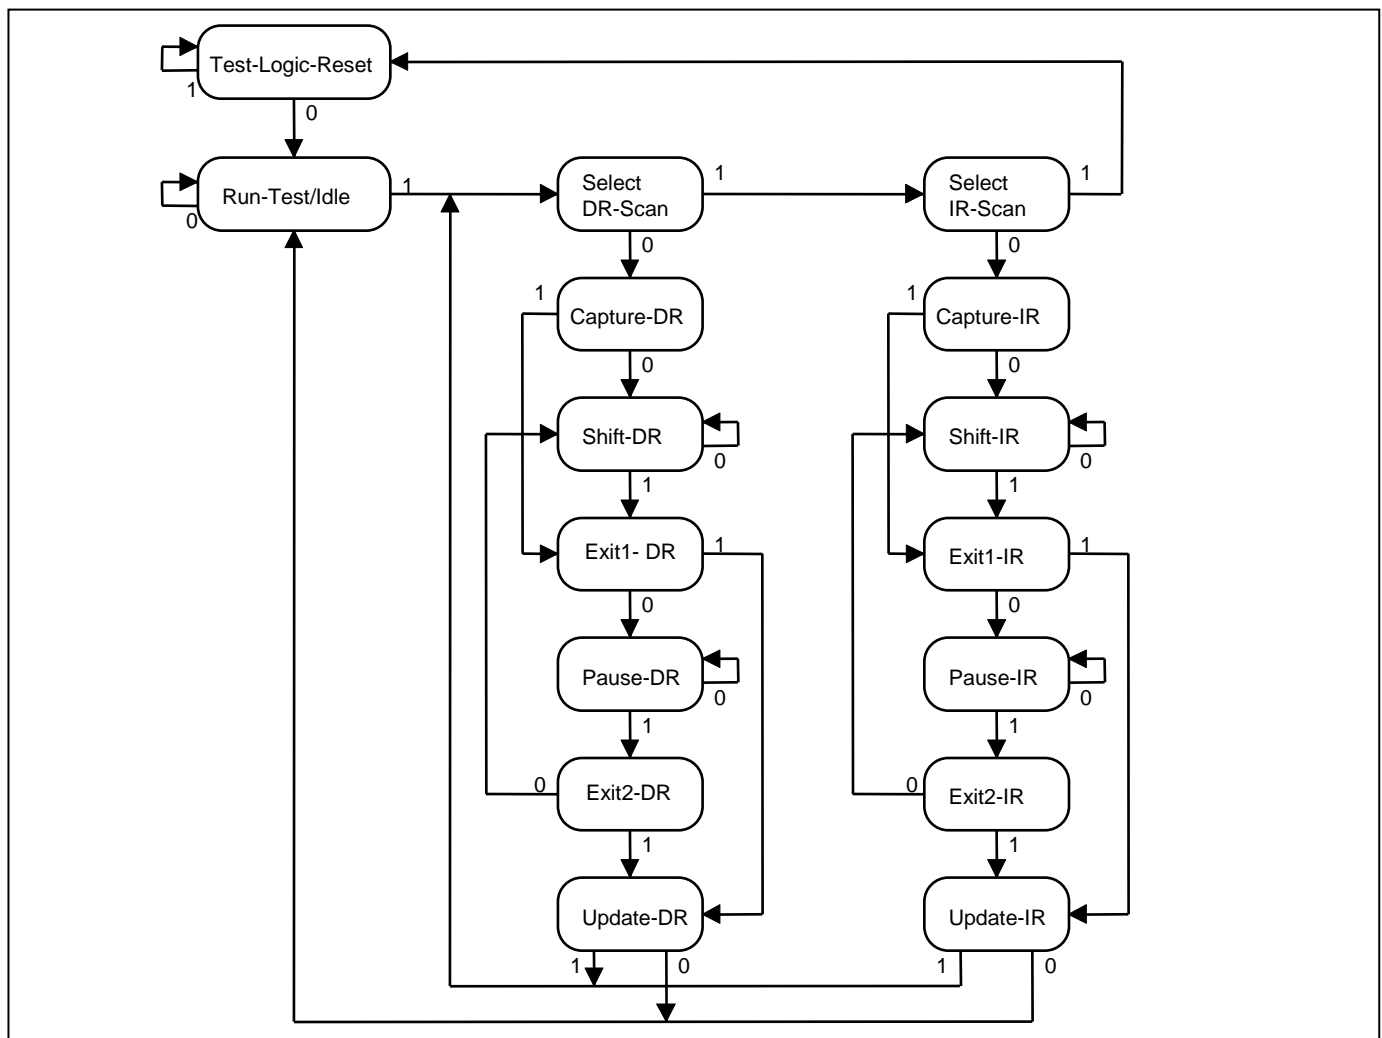 Test-Logic-Reset
1
0
Run-Test/Idle
1
0
Select
DR-Scan
1
0
Select
IR-Scan
1
0
1
Capture-DR
0
1
Capture-IR
0
Shift-DR
0
1
Shift-IR
0
1
Exit1- DR
1
0
Exit1-IR
1
0
Pause-DR
0
1
Pause-IR
0
1
0
Exit2-DR
1
0
Exit2-IR
1
Update-DR
1
0
Update-IR
1
0